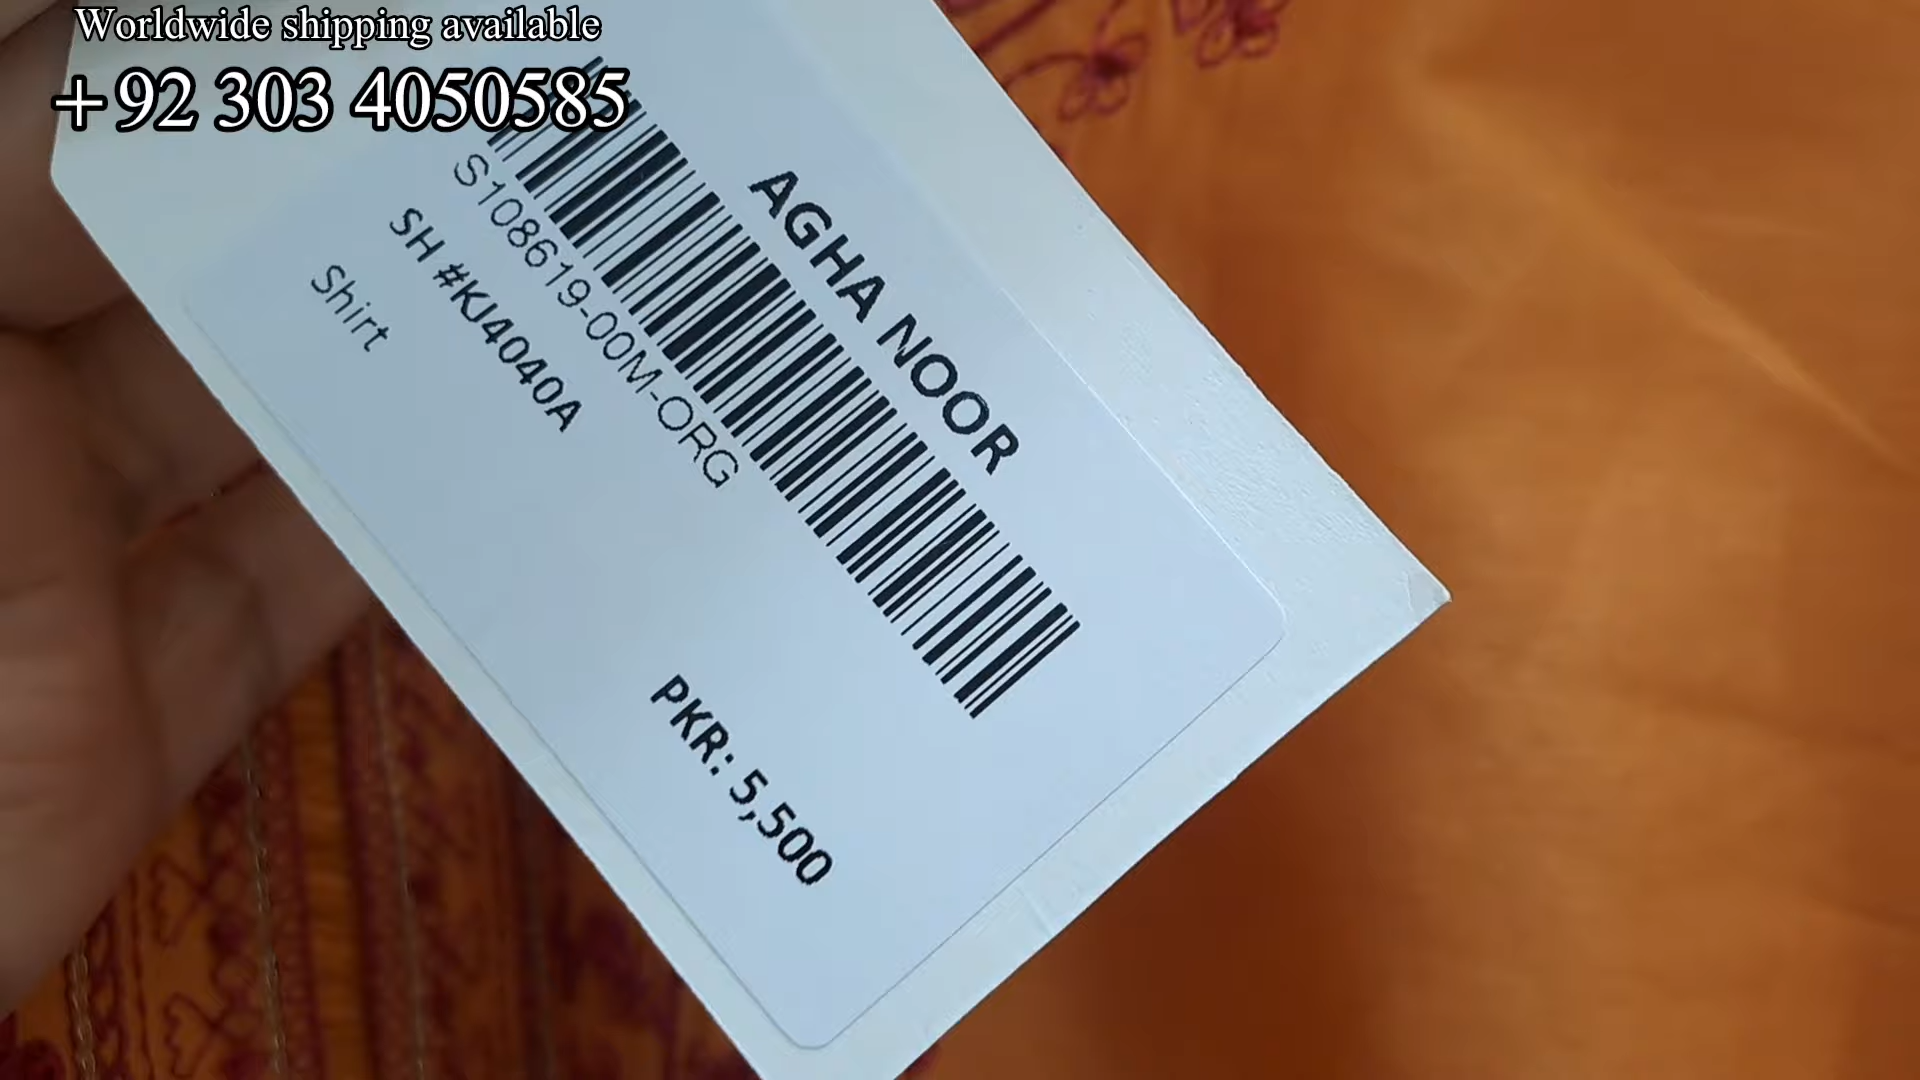 Worldwide shipping available
+92 303 4050585
AGHA NOOR
S108619-00M-ORG
SH #KJ4040A
Shirt
PKR: 5,500